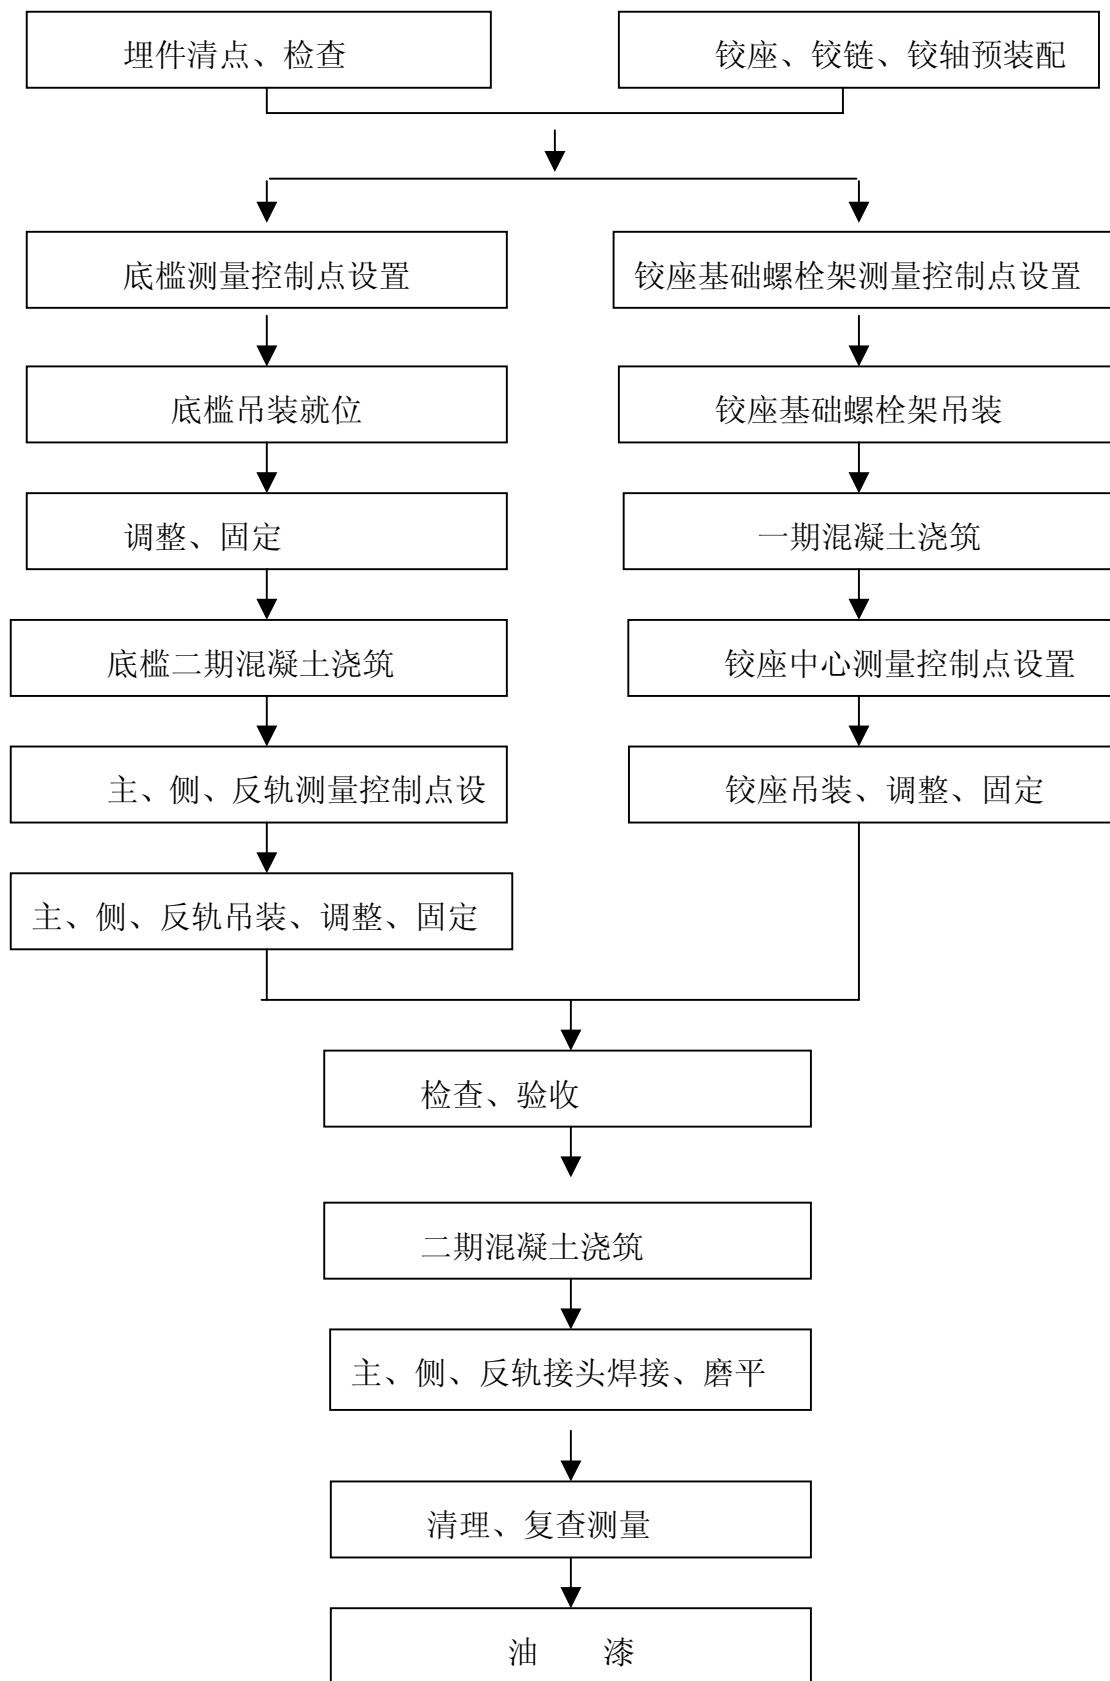 埋件清点、检查
铰座、铰链、铰轴预装配
底槛测量控制点设置
铰座基础螺栓架测量控制点设置
底槛吊装就位
铰座基础螺栓架吊装
调整、固定
一期混凝土浇筑
底槛二期混凝土浇筑
铰座中心测量控制点设置
主、侧、反轨测量控制点设
铰座吊装、调整、固定
主、侧、反轨吊装、调整、固定
检查、验收
二期混凝土浇筑
主、侧、反轨接头焊接、磨平
清理、复查测量
油 漆